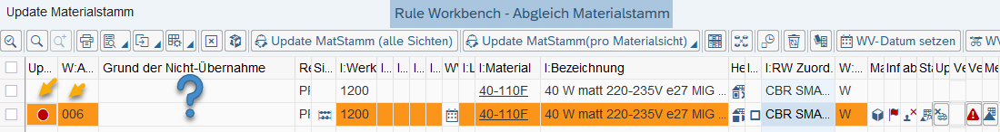 Update Materialstamm
Rule Workbench - Abgleich Materialstamm
Update MatStamm (alle Sichten) Update MatStamm(pro Materialsicht) WV-Datum setzen WV
Up... W:A... Grund der Nicht-Übernahme Re Si... I:Werk I... I... I... I... WV I:L I:Material I:Bezeichnung He I... I:RW Zuord. W:... Ma Inf ab Stü Up Ve Ve Me
PF 1200 40-110F 40 W matt 220-235V e27 MIG ... CBR SMA... W
?
006 PF 1200 40-110F 40 W matt 220-235V e27 MIG ... CBR SMA... W